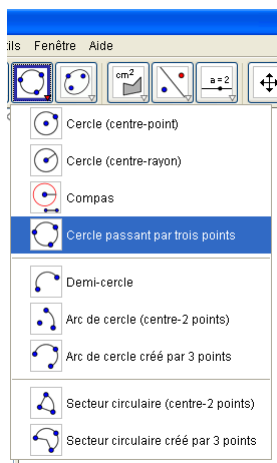 ils Fenêtre Aide
cm²
a=2
Cercle (centre-point)
Cercle (centre-rayon)
Compas
Cercle passant par trois points
Demi-cercle
Arc de cercle (centre-2 points)
Arc de cercle créé par 3 points
Secteur circulaire (centre-2 points)
Secteur circulaire créé par 3 points